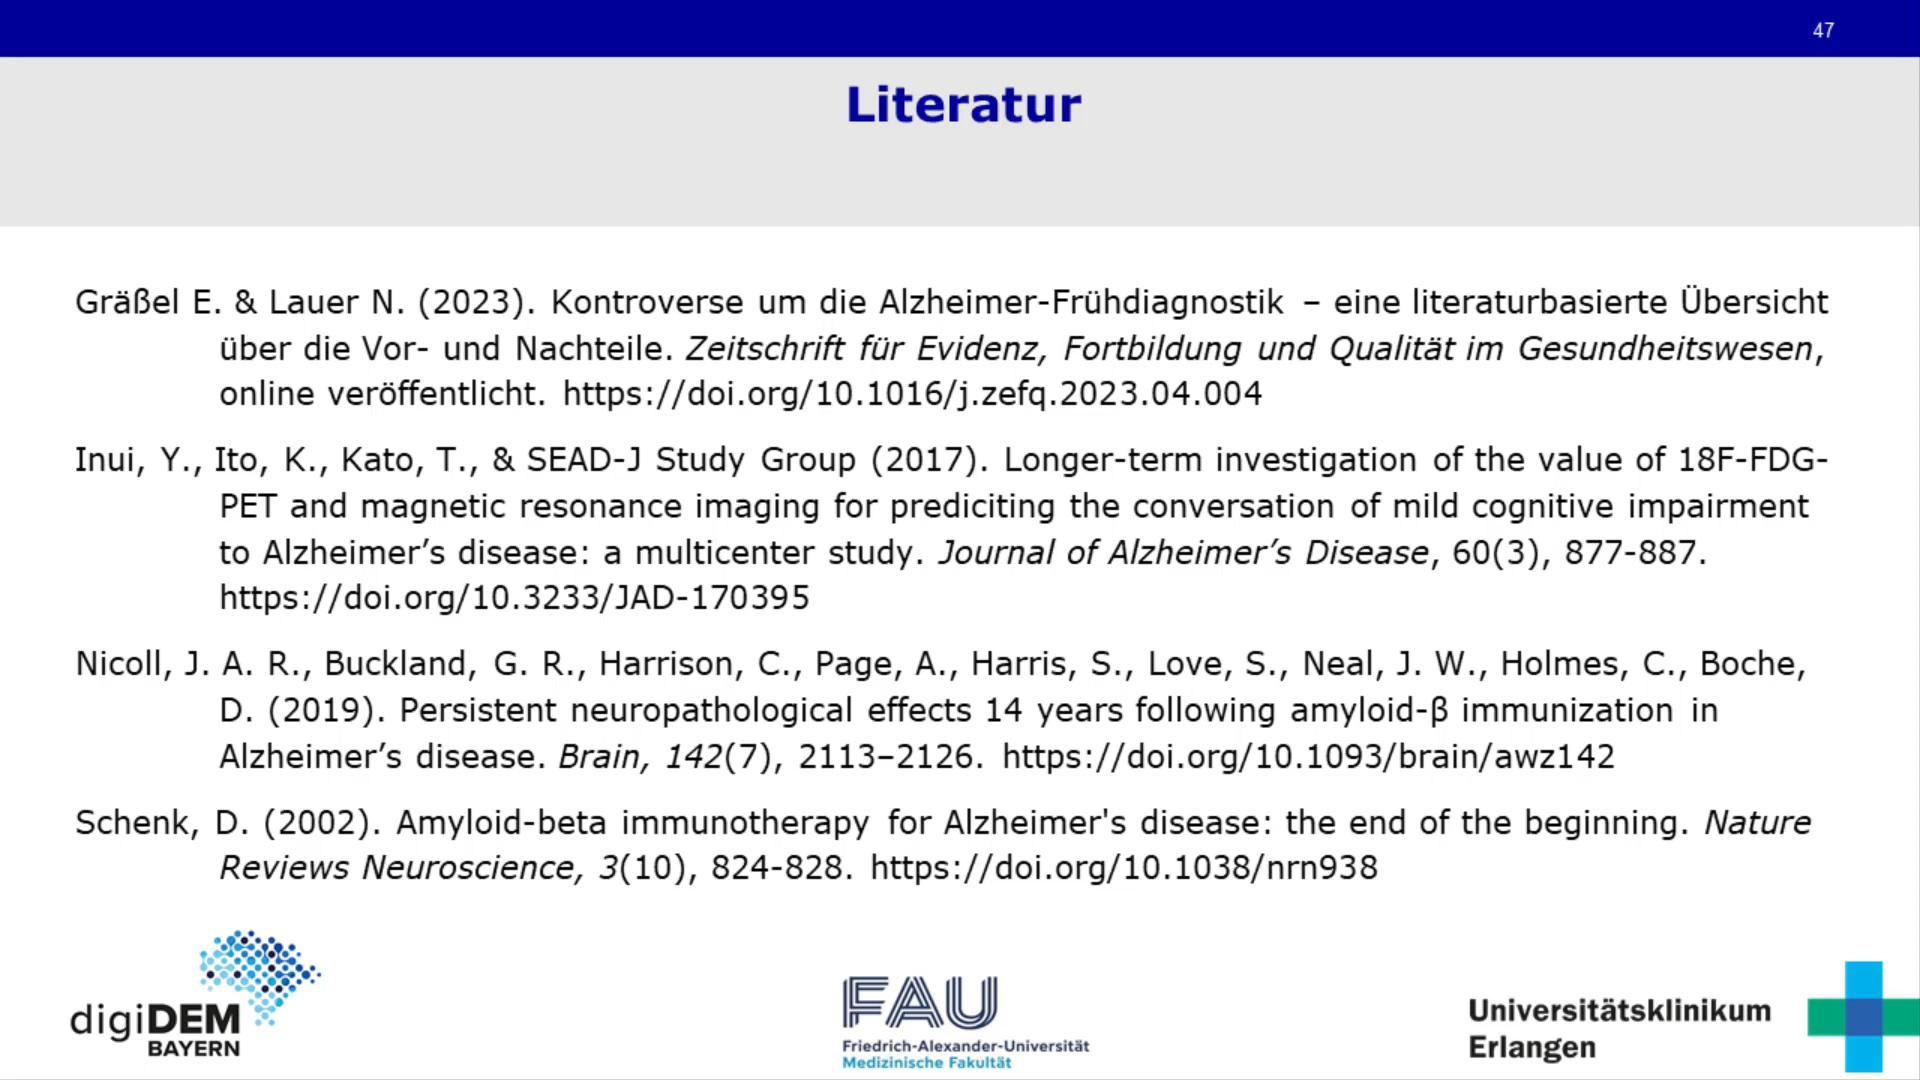 47
Literatur
Gräßel E. & Lauer N. (2023). Kontroverse um die Alzheimer-Frühdiagnostik – eine literaturbasierte Übersicht
über die Vor- und Nachteile. Zeitschrift für Evidenz, Fortbildung und Qualität im Gesundheitswesen,
online veröffentlicht. https://doi.org/10.1016/j.zefq.2023.04.004
Inui, Y., Ito, K., Kato, T., & SEAD-J Study Group (2017). Longer-term investigation of the value of 18F-FDG-
PET and magnetic resonance imaging for prediciting the conversation of mild cognitive impairment
to Alzheimer’s disease: a multicenter study. Journal of Alzheimer’s Disease, 60(3), 877-887.
https://doi.org/10.3233/JAD-170395
Nicoll, J. A. R., Buckland, G. R., Harrison, C., Page, A., Harris, S., Love, S., Neal, J. W., Holmes, C., Boche,
D. (2019). Persistent neuropathological effects 14 years following amyloid-β immunization in
Alzheimer’s disease. Brain, 142(7), 2113–2126. https://doi.org/10.1093/brain/awz142
Schenk, D. (2002). Amyloid-beta immunotherapy for Alzheimer's disease: the end of the beginning. Nature
Reviews Neuroscience, 3(10), 824-828. https://doi.org/10.1038/nrn938
digiDEM
BAYERN
FAU
Friedrich-Alexander-Universität
Medizinische Fakultät
Universitätsklinikum
Erlangen